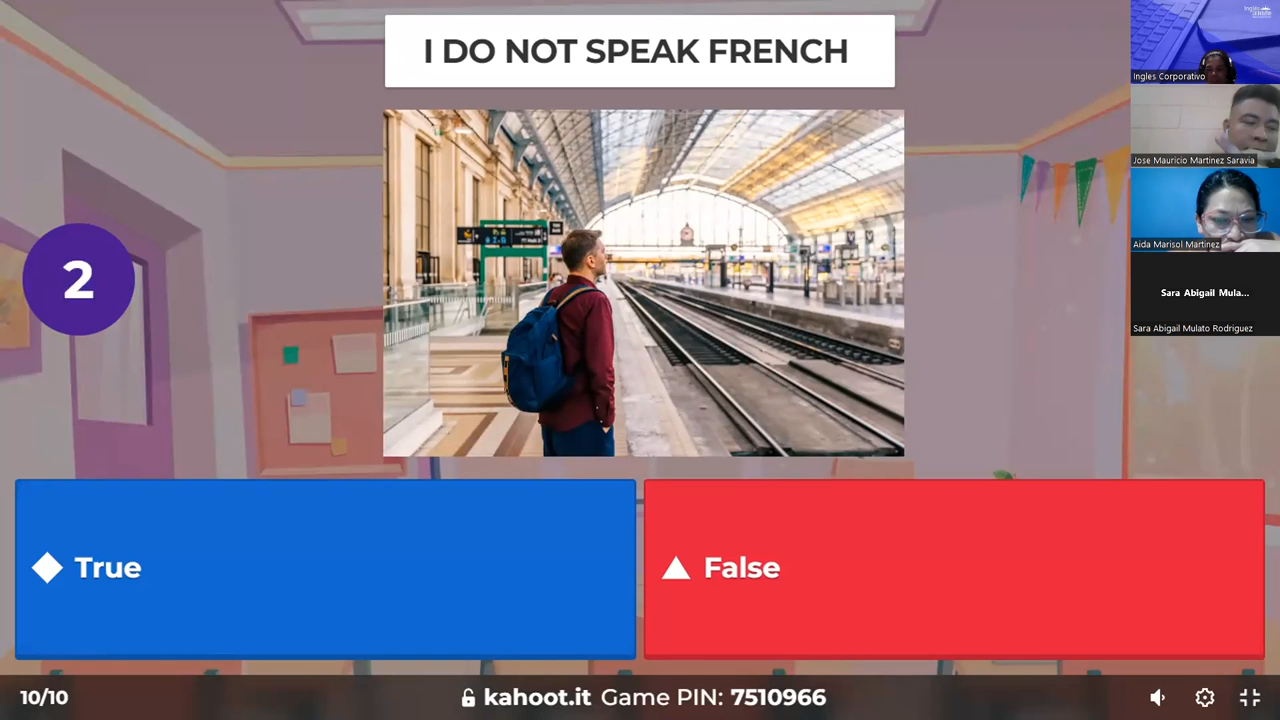 I DO NOT SPEAK FRENCH
2
True
False
10/10
kahoot.it Game PIN: 7510966
Ingles Corporativo
Jose Mauricio Martinez Saravia
Aida Marisol Martinez
Sara Abigail Mula...
Sara Abigail Mulato Rodriguez